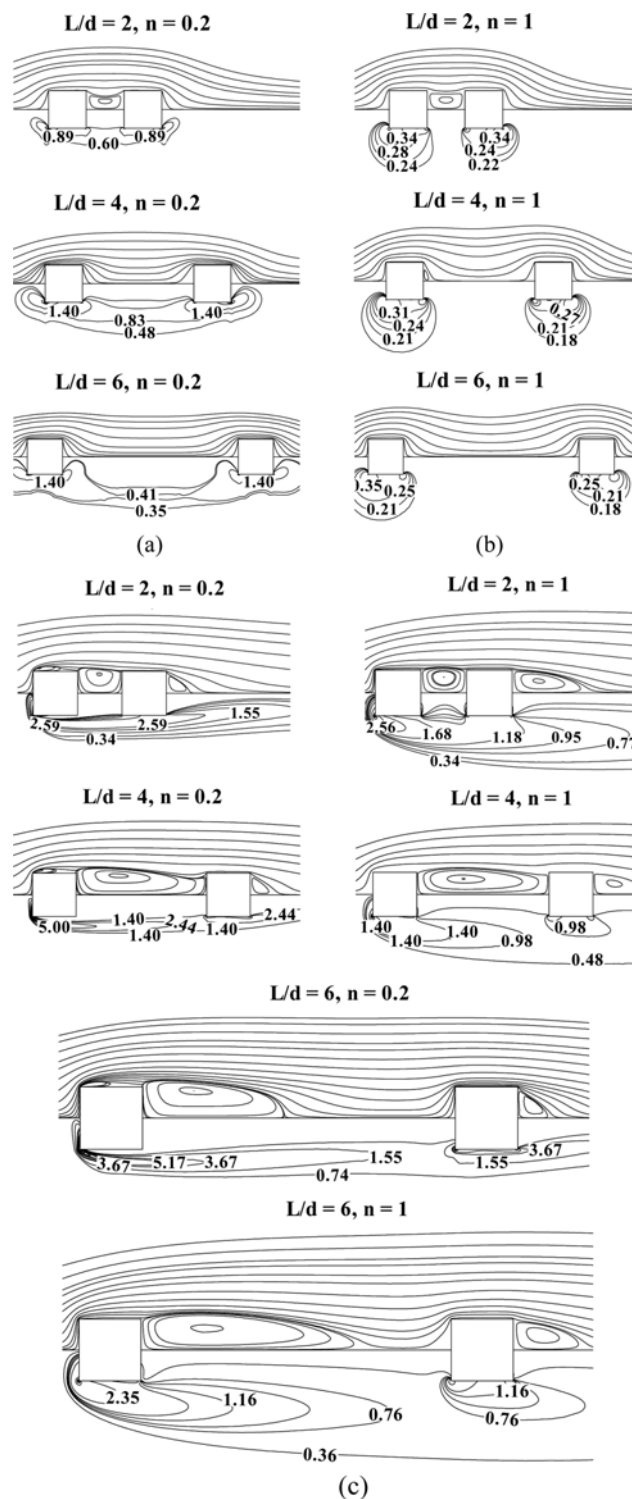 L/d = 2, n = 0.2
L/d = 2, n = 1
0.89 0.60 0.89
0.34 0.34
0.28 0.24
0.24 0.22
L/d = 4, n = 0.2
L/d = 4, n = 1
1.40 1.40
0.83
0.48
0.31 0.27
0.24 0.21
0.21 0.18
L/d = 6, n = 0.2
L/d = 6, n = 1
1.40 1.40
0.41
0.35
0.35 0.25 0.25
0.21 0.21
0.18
(a)
(b)
L/d = 2, n = 0.2
L/d = 2, n = 1
2.59 2.59 1.55
0.34
2.56 1.68 1.18 0.95 0.77
0.34
L/d = 4, n = 0.2
L/d = 4, n = 1
5.00 1.40 2.44 1.40 2.44
1.40
1.40 1.40 0.98
1.40 0.98
0.48
L/d = 6, n = 0.2
3.67 5.17 3.67 1.55 1.55 3.67
0.74
L/d = 6, n = 1
2.35 1.16 1.16
0.76 0.76
0.36
(c)